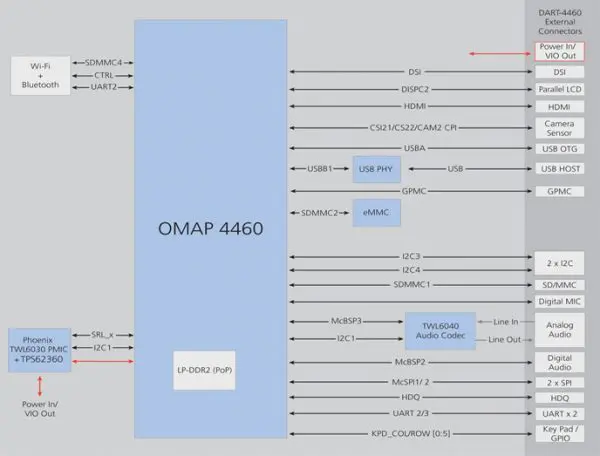 DART-4460
External
Connectors
Power In/
VIO Out
Wi-Fi
+
Bluetooth
SDMMC4
CTRL
UART2
DSI
DSI
DISPC2
Parallel LCD
HDMI
HDMI
CSI21/CS22/CAM2 CPI
Camera
Sensor
USBA
USB OTG
USBB1
USB PHY
USB
USB HOST
GPMC
GPMC
SDMMC2
eMMC
OMAP 4460
I2C3
I2C4
2 x I2C
SDMMC1
SD/MMC
Digital MIC
McBSP3
I2C1
TWL6040
Audio Codec
Line In
Line Out
Analog
Audio
Phoenix
TWL6030 PMIC
+ TPS62360
SRL_x
I2C1
Power In/
VIO Out
LP-DDR2 (PoP)
McBSP2
Digital
Audio
McSPI1/ 2
2 x SPI
HDQ
HDQ
UART 2/3
UART x 2
KPD_COL/ROW [0:5]
Key Pad /
GPIO